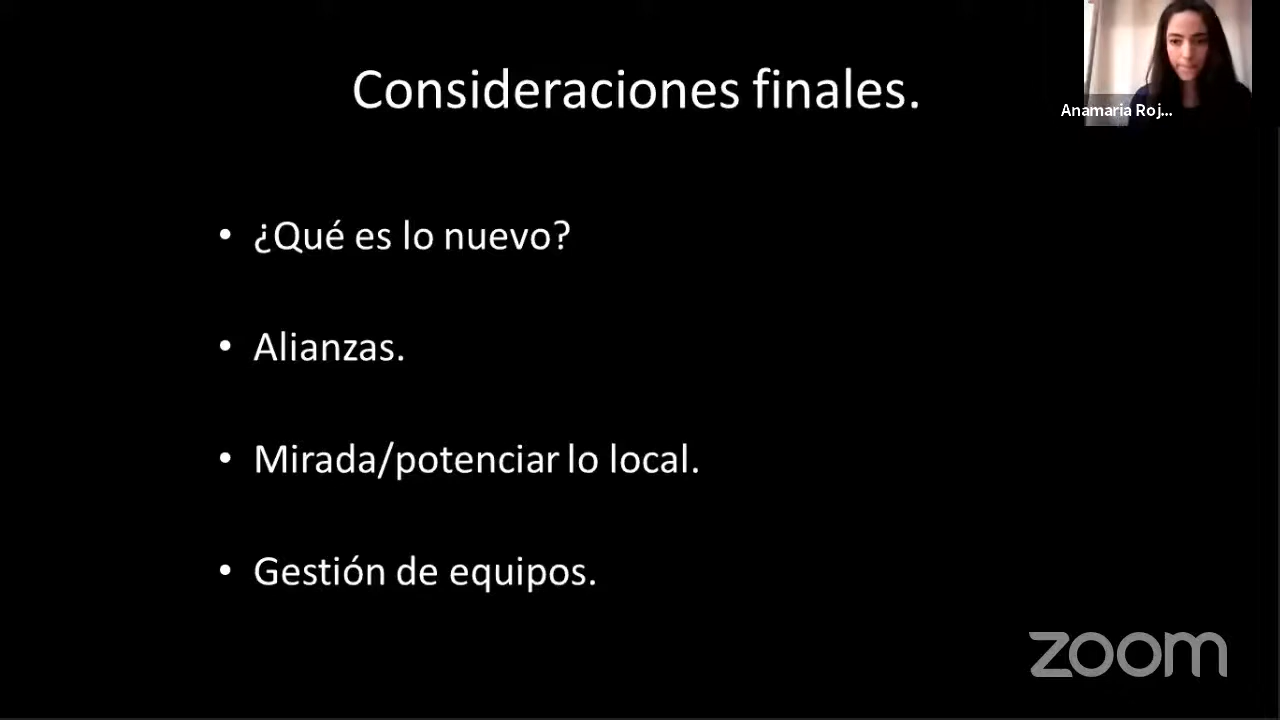 Consideraciones finales.
Anamaria Roj...
• ¿Qué es lo nuevo?
• Alianzas.
• Mirada/potenciar lo local.
• Gestión de equipos.
zoom